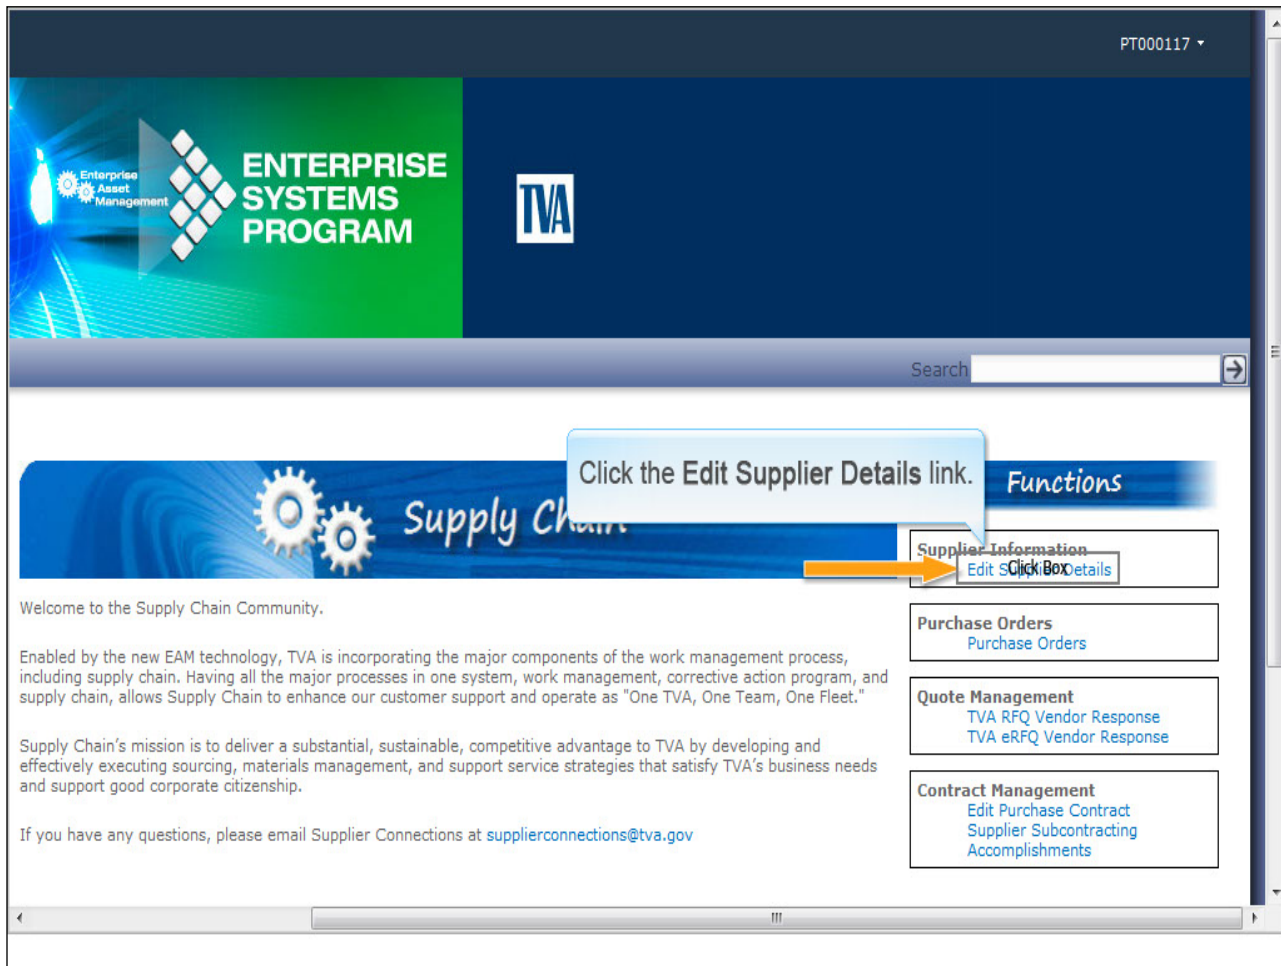 PT000117
Enterprise
Asset
Management
ENTERPRISE
SYSTEMS
PROGRAM
TVA
Search
Click the Edit Supplier Details link.
Supply Chain
Functions
Supplier Information
Edit Supplier Details
Click Box
Welcome to the Supply Chain Community.
Enabled by the new EAM technology, TVA is incorporating the major components of the work management process,
including supply chain. Having all the major processes in one system, work management, corrective action program, and
supply chain, allows Supply Chain to enhance our customer support and operate as "One TVA, One Team, One Fleet."
Supply Chain's mission is to deliver a substantial, sustainable, competitive advantage to TVA by developing and
effectively executing sourcing, materials management, and support service strategies that satisfy TVA's business needs
and support good corporate citizenship.
If you have any questions, please email Supplier Connections at supplierconnections@tva.gov
Purchase Orders
Purchase Orders
Quote Management
TVA RFQ Vendor Response
TVA eRFQ Vendor Response
Contract Management
Edit Purchase Contract
Supplier Subcontracting
Accomplishments